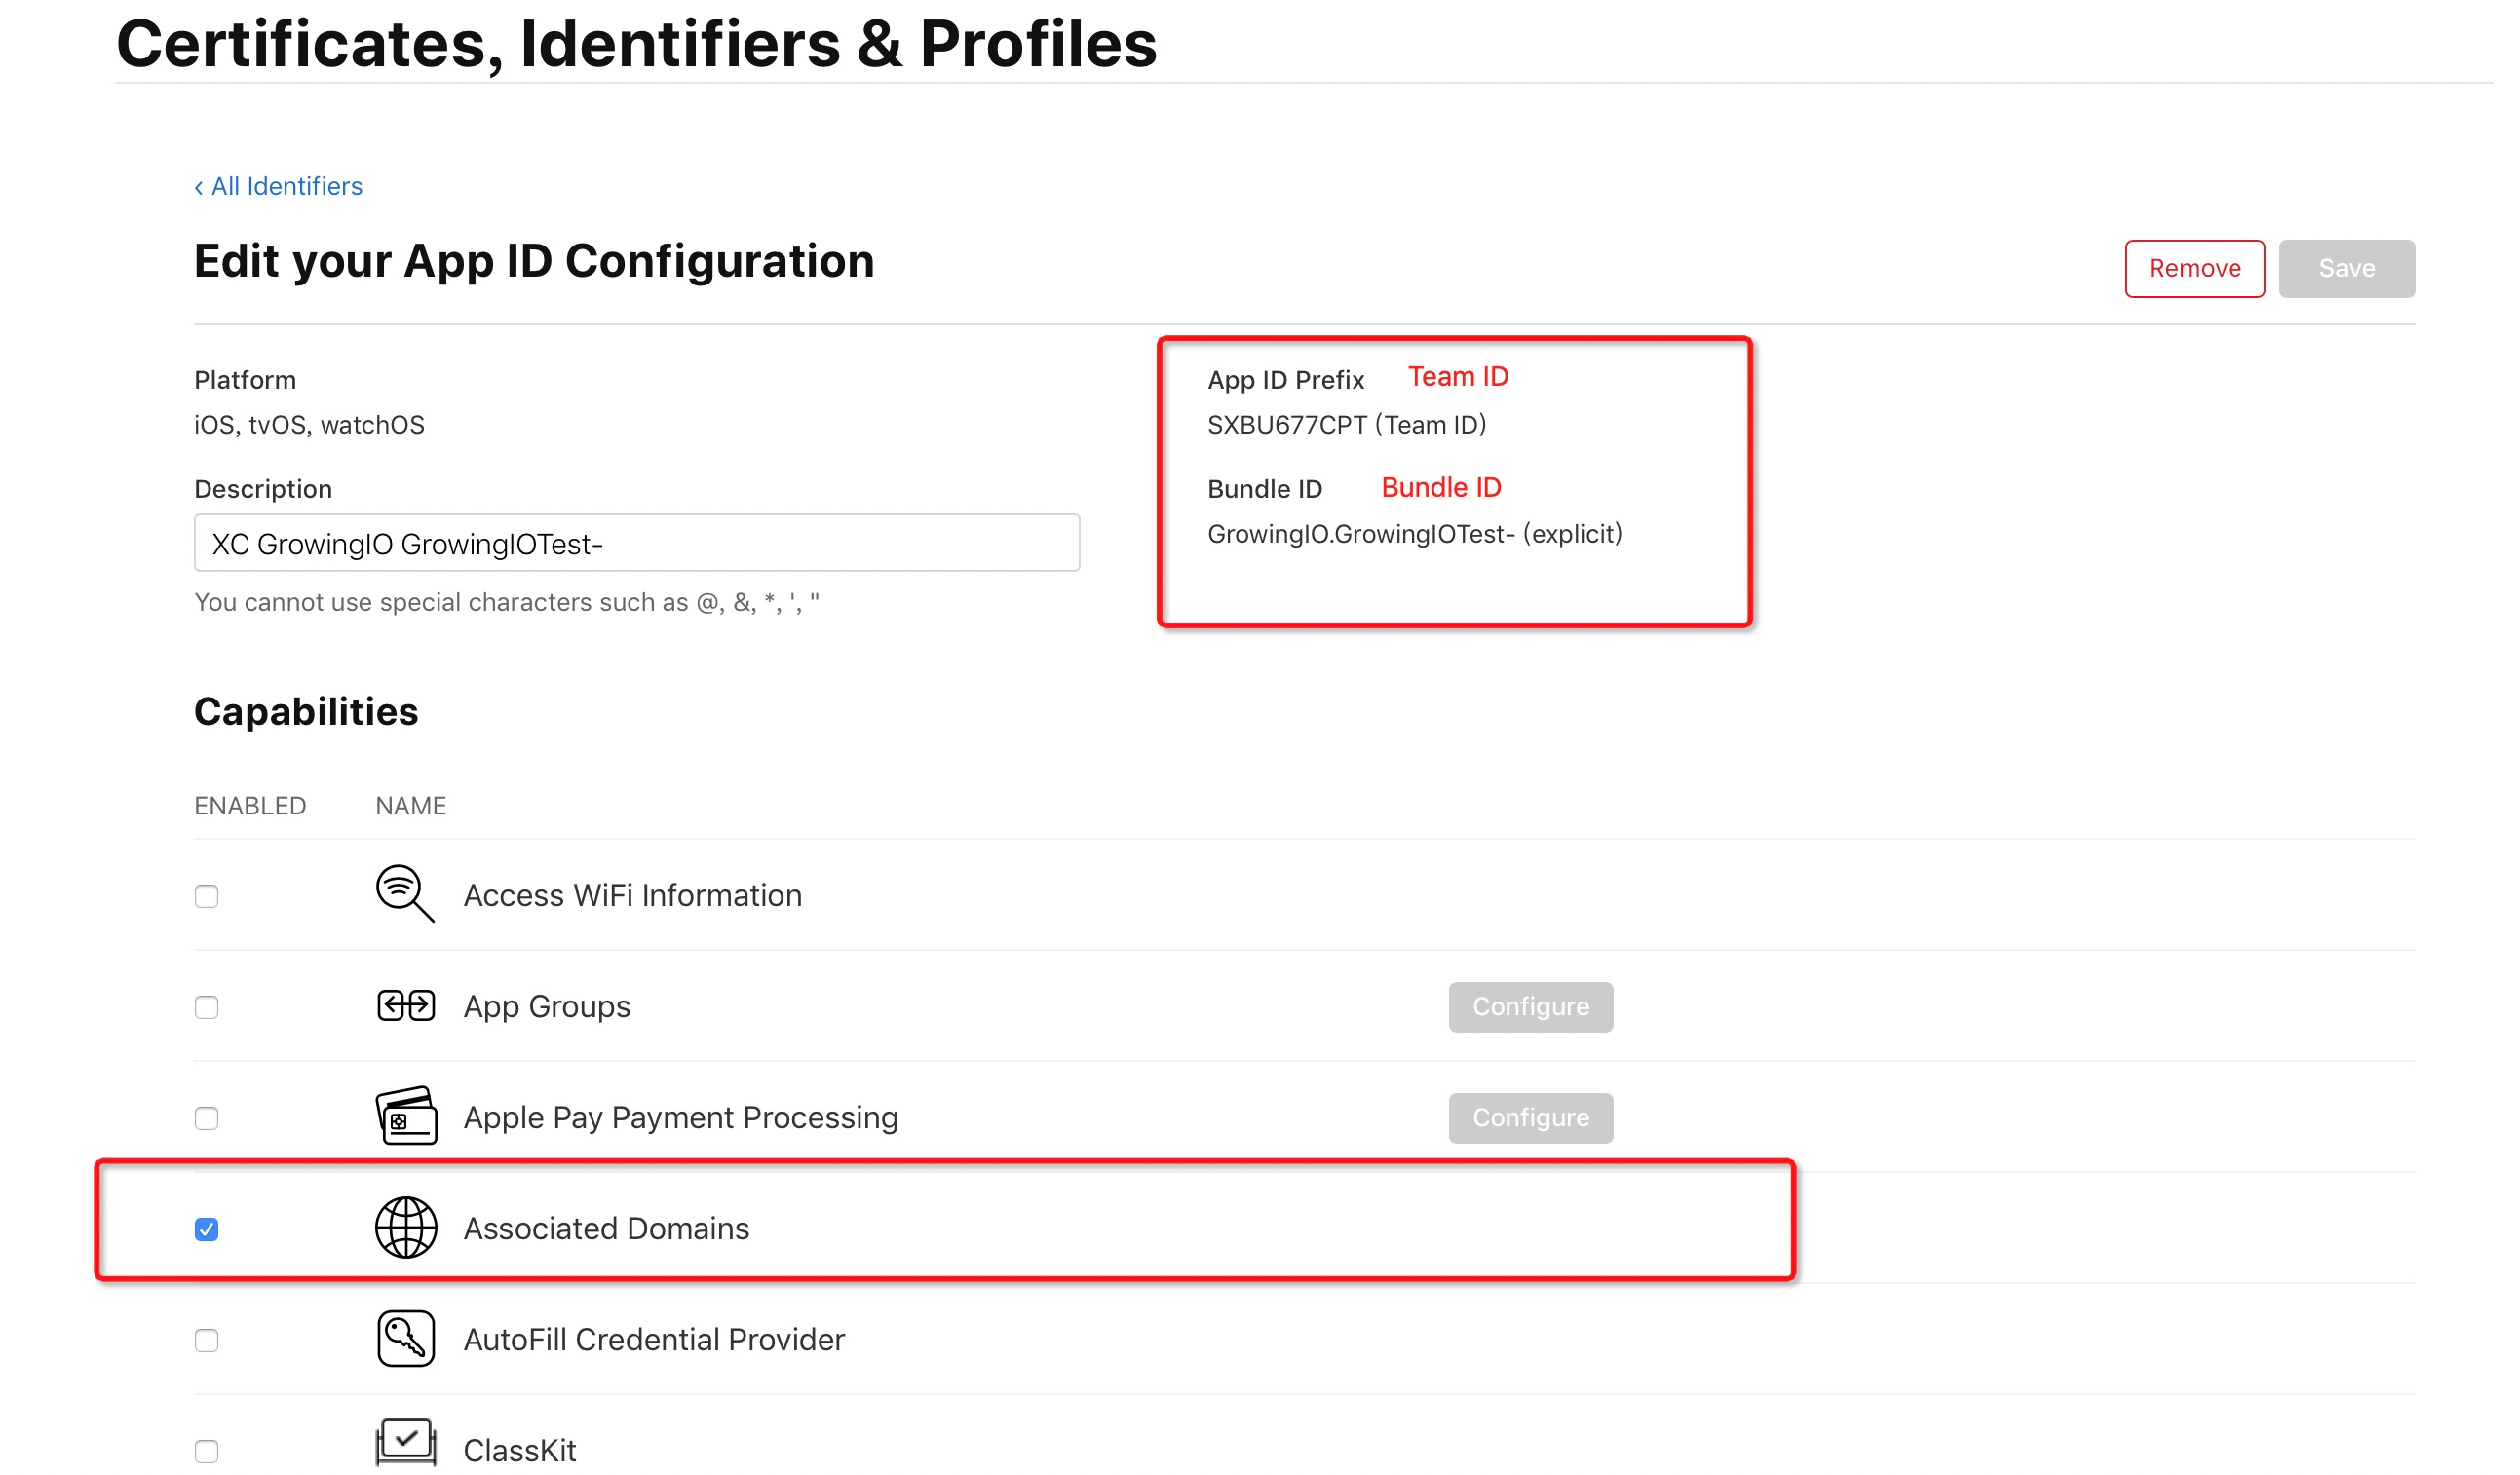 Certificates, Identifiers & Profiles
‹ All Identifiers
Edit your App ID Configuration
Remove
Save
Platform
iOS, tvOS, watchOS
App ID Prefix Team ID
SXBU677CPT (Team ID)
Description
XC GrowingIO GrowingIOTest-
You cannot use special characters such as @, &, *, ', "
Bundle ID Bundle ID
GrowingIO.GrowingIOTest- (explicit)
Capabilities
ENABLED NAME
Access WiFi Information
App Groups Configure
Apple Pay Payment Processing Configure
Associated Domains
AutoFill Credential Provider
ClassKit